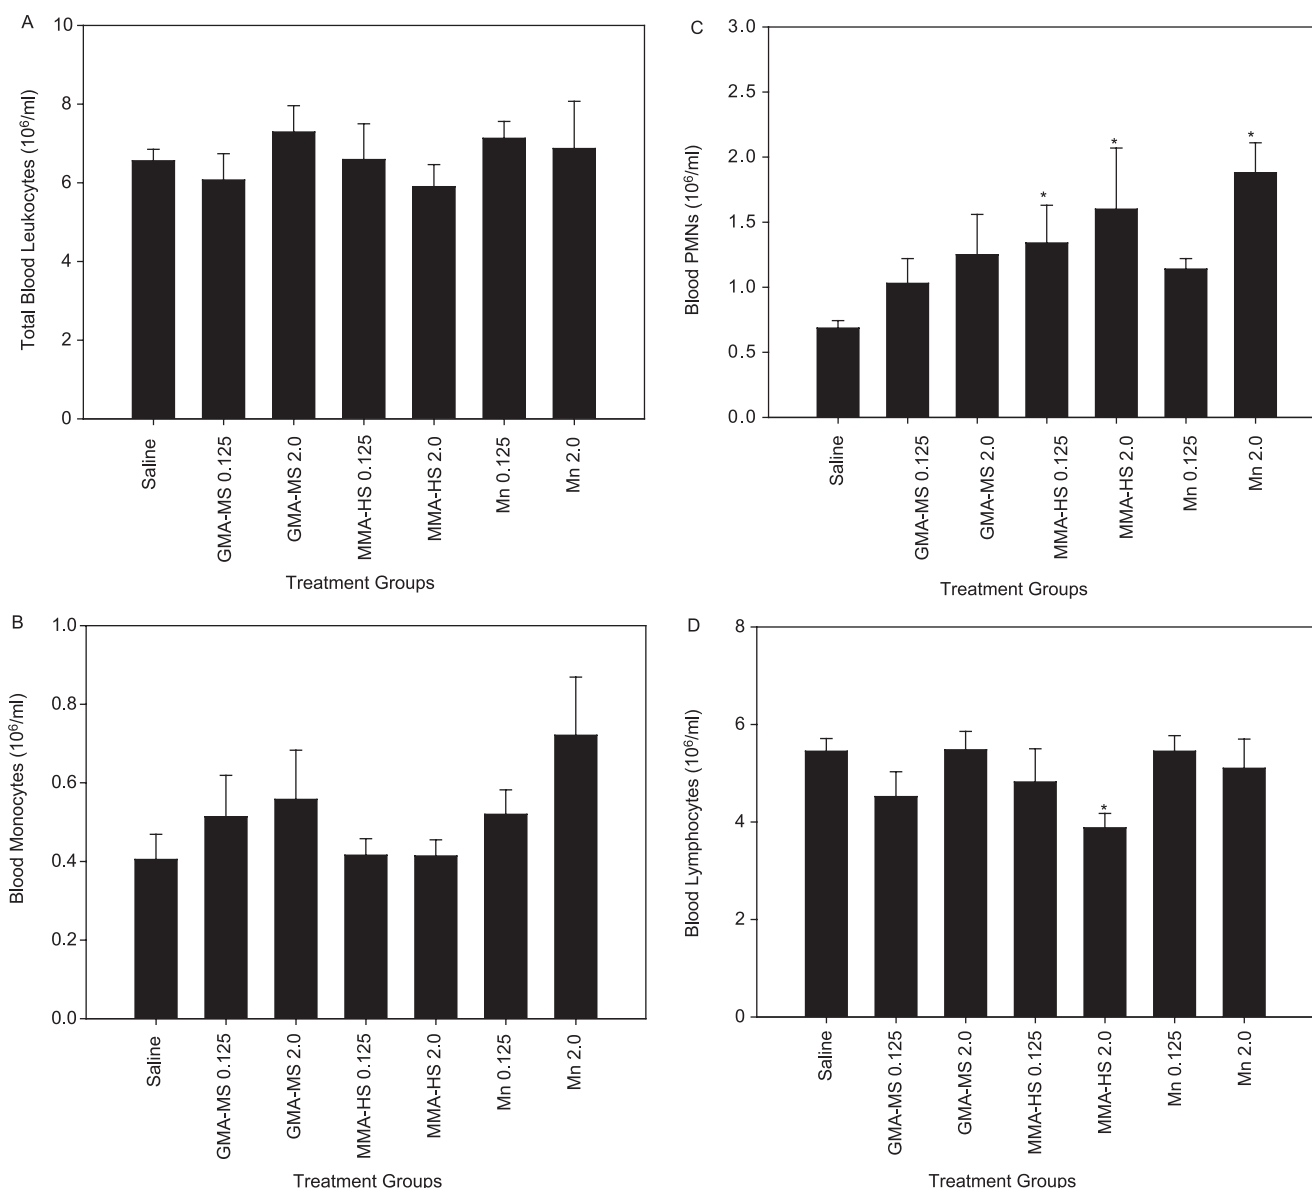 A
Total Blood Leukocytes (10⁶/ml)
10
8
6
4
2
0
Saline
GMA-MS 0.125
GMA-MS 2.0
MMA-HS 0.125
MMA-HS 2.0
Mn 0.125
Mn 2.0
Treatment Groups
C
Blood PMNs (10⁶/ml)
3.0
2.5
2.0
1.5
1.0
0.5
0.0
*
*
*
Saline
GMA-MS 0.125
GMA-MS 2.0
MMA-HS 0.125
MMA-HS 2.0
Mn 0.125
Mn 2.0
Treatment Groups
B
Blood Monocytes (10⁶/ml)
1.0
0.8
0.6
0.4
0.2
0.0
Saline
GMA-MS 0.125
GMA-MS 2.0
MMA-HS 0.125
MMA-HS 2.0
Mn 0.125
Mn 2.0
Treatment Groups
D
Blood Lymphocytes (10⁶/ml)
8
6
4
2
0
*
Saline
GMA-MS 0.125
GMA-MS 2.0
MMA-HS 0.125
MMA-HS 2.0
Mn 0.125
Mn 2.0
Treatment Groups